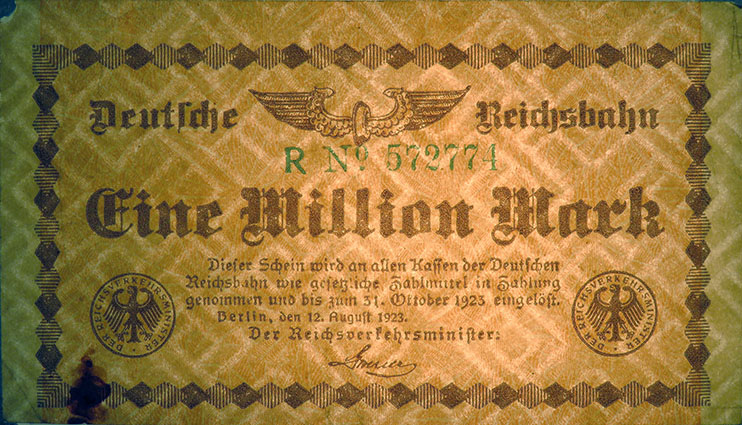 Deutsche Reichsbahn
R Nº 572774
Eine Million Mark
Dieser Schein wird an allen Kassen der Deutschen
Reichsbahn wie gesetzliche Zahlmittel in Zahlung
genommen und bis zum 31. Oktober 1923 eingelöst.
Berlin, den 12. August 1923.
Der Reichsverkehrsminister:
DER REICHSVERKEHRSMINISTER
DER REICHSVERKEHRSMINISTER